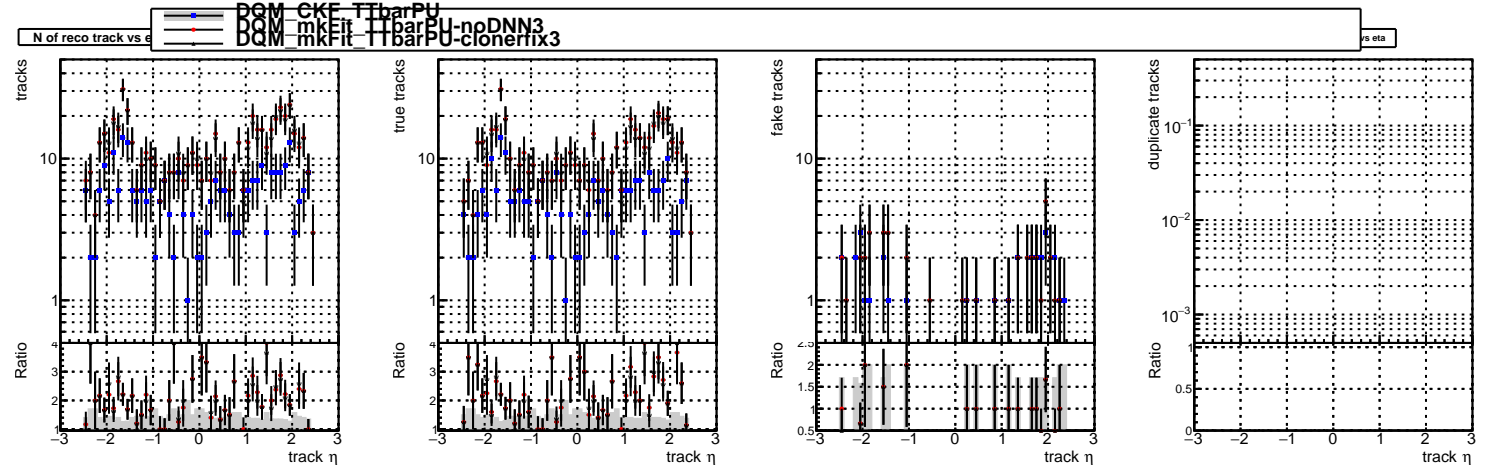 DQM_CKF_TTbarPU
DQM_mkFit_TTbarPU-noDNN3
DQM_mkFit_TTbarPU-clonerfix3
N of reco track vs e
vs eta
tracks
10
1
Ratio
4
3
2
1
−3 −2 −1 0 1 2 3
track η
true tracks
10
1
Ratio
4
3
2
1
−3 −2 −1 0 1 2 3
track η
fake tracks
10
1
Ratio
2.5
2
1.5
1
0.5
−3 −2 −1 0 1 2 3
track η
duplicate tracks
10−1
10−2
10−3
Ratio
1
0.5
0
−3 −2 −1 0 1 2 3
track η